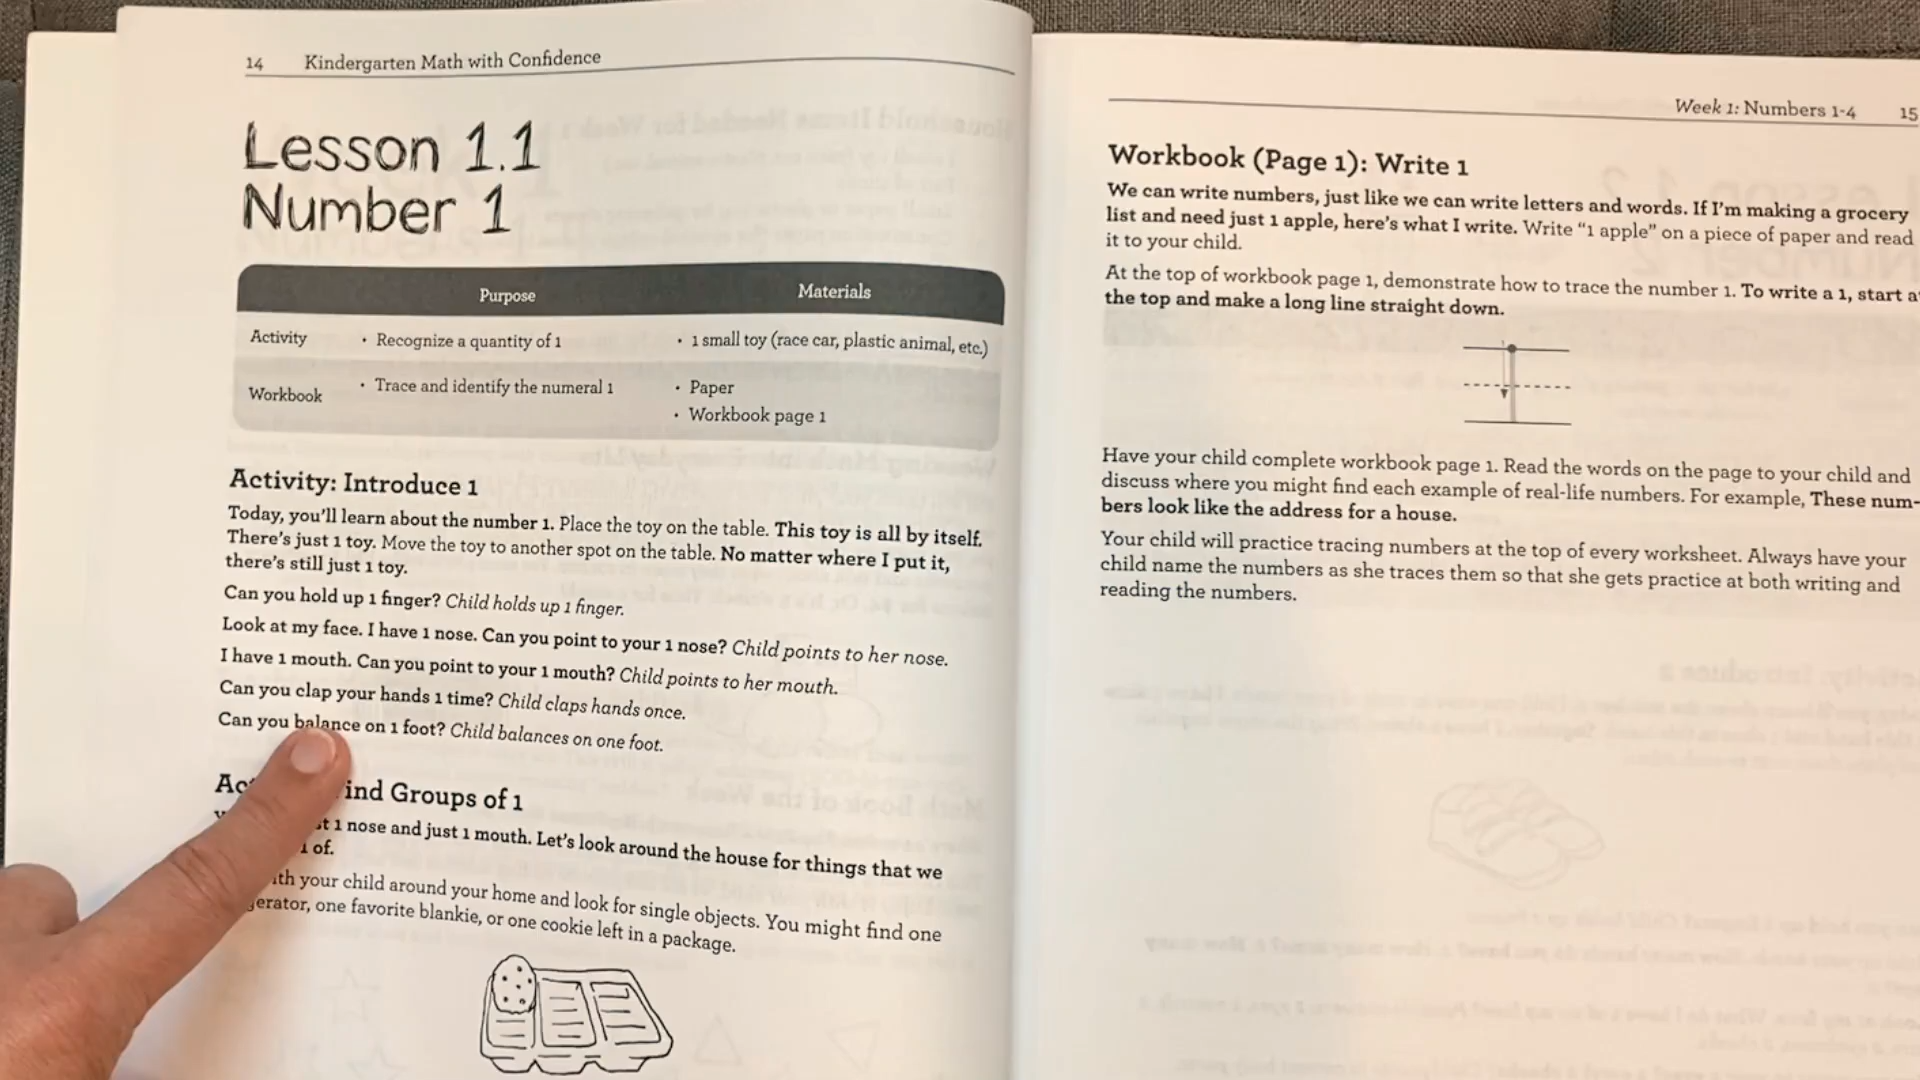 14 Kindergarten Math with Confidence
Lesson 1.1
Number 1
Purpose Materials
Activity • Recognize a quantity of 1 • 1 small toy (race car, plastic animal, etc.)
Workbook • Trace and identify the numeral 1 • Paper
• Workbook page 1
Activity: Introduce 1
Today, you'll learn about the number 1. Place the toy on the table. This toy is all by itself.
There's just 1 toy. Move the toy to another spot on the table. No matter where I put it,
there's still just 1 toy.
Can you hold up 1 finger? Child holds up 1 finger.
Look at my face. I have 1 nose. Can you point to your 1 nose? Child points to her nose.
I have 1 mouth. Can you point to your 1 mouth? Child points to her mouth.
Can you clap your hands 1 time? Child claps hands once.
Can you balance on 1 foot? Child balances on one foot.
Groups of 1
1 nose and just 1 mouth. Let's look around the house for things that we
1 of.
your child around your home and look for single objects. You might find one
one favorite blankie, or one cookie left in a package.
Week 1: Numbers 1-4 15
Workbook (Page 1): Write 1
We can write numbers, just like we can write letters and words. If I'm making a grocery
list and need just 1 apple, here's what I write. Write "1 apple" on a piece of paper and read
it to your child.
At the top of workbook page 1, demonstrate how to trace the number 1. To write a 1, start
the top and make a long line straight down.
Have your child complete workbook page 1. Read the words on the page to your child and
discuss where you might find each example of real-life numbers. For example, These num-
bers look like the address for a house.
Your child will practice tracing numbers at the top of every worksheet. Always have your
child name the numbers as she traces them so that she gets practice at both writing and
reading the numbers.